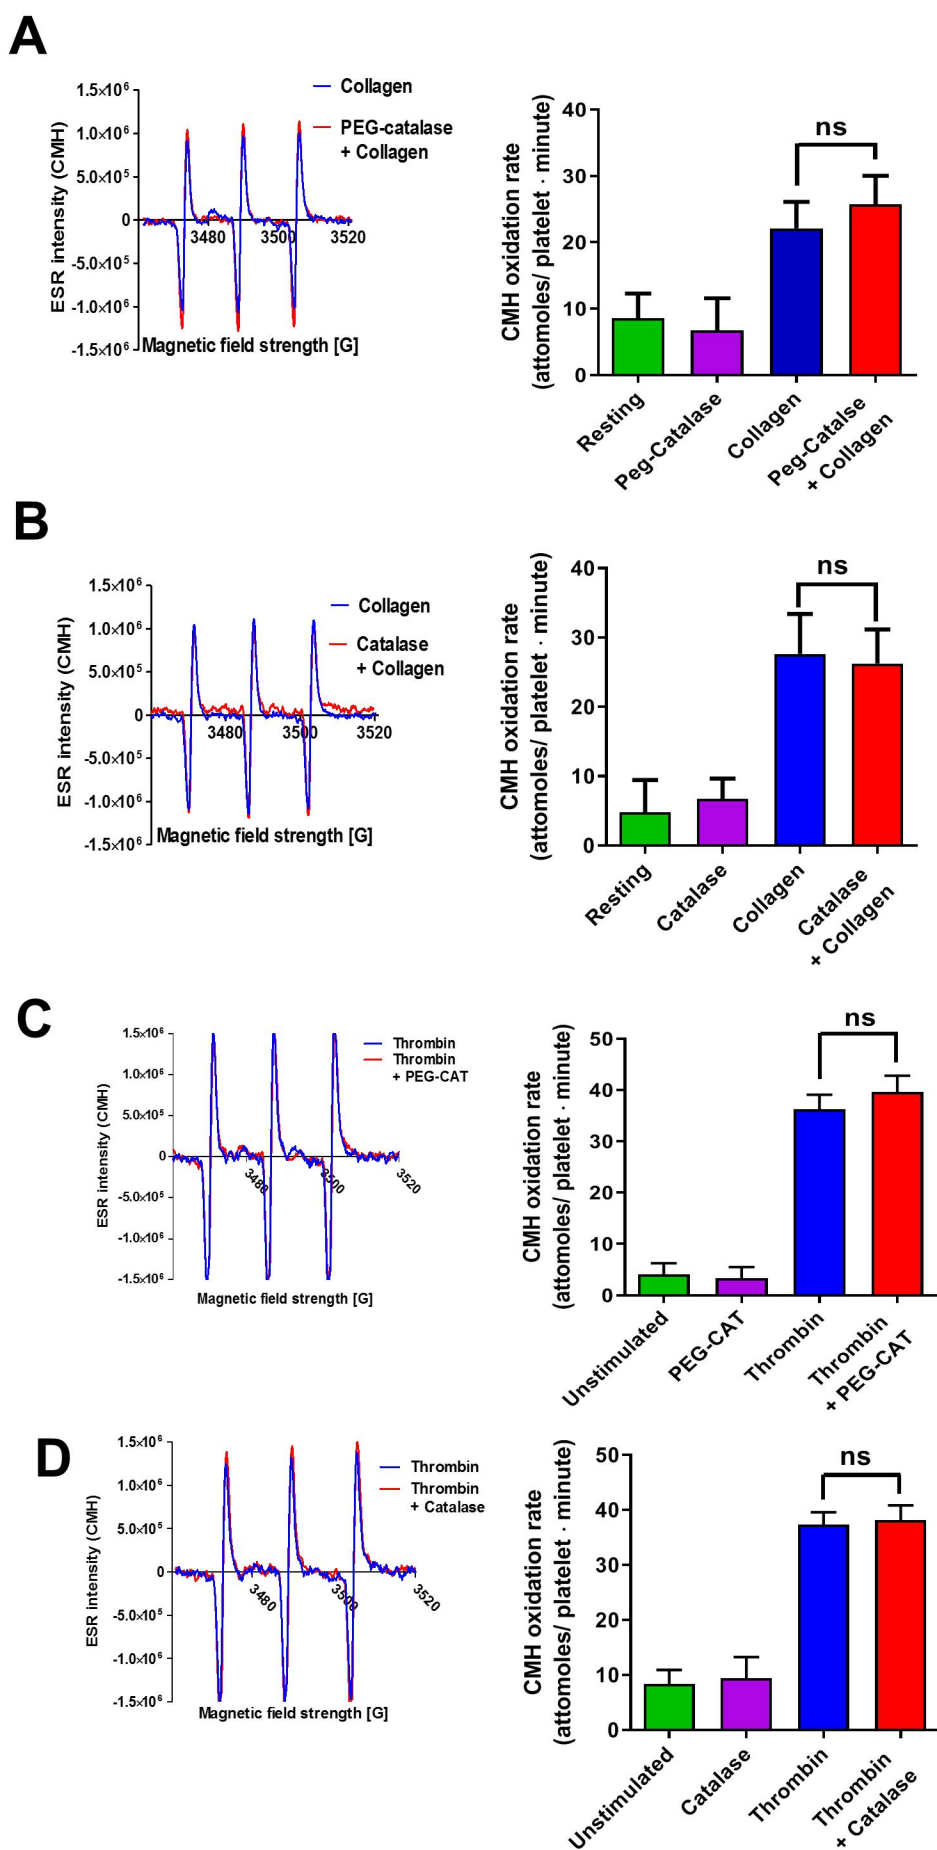 A
1.5×10⁶
1.0×10⁶
5.0×10⁵
0
-5.0×10⁵
-1.0×10⁶
-1.5×10⁶
ESR intensity (CMH)
3480
3500
3520
Magnetic field strength [G]
Collagen
PEG-catalase
+ Collagen
CMH oxidation rate
(attomoles/ platelet · minute)
40
30
20
10
0
ns
Resting
Peg-Catalase
Collagen
Peg-Catalse
+ Collagen
B
1.5×10⁶
1.0×10⁶
5.0×10⁵
0
-5.0×10⁵
-1.0×10⁶
-1.5×10⁶
ESR intensity (CMH)
3480
3500
3520
Magnetic field strength [G]
Collagen
Catalase
+ Collagen
CMH oxidation rate
(attomoles/ platelet · minute)
40
30
20
10
0
ns
Resting
Catalase
Collagen
Catalase
+ Collagen
C
1.5×10⁶
1.0×10⁶
5.0×10⁵
0
-5.0×10⁵
-1.0×10⁶
-1.5×10⁶
ESR intensity (CMH)
3480
3500
3520
Magnetic field strength [G]
Thrombin
Thrombin
+ PEG-CAT
CMH oxidation rate
(attomoles/ platelet · minute)
50
40
30
20
10
0
ns
Unstimulated
PEG-CAT
Thrombin
Thrombin
+ PEG-CAT
D
1.5×10⁶
1.0×10⁶
5.0×10⁵
0
-5.0×10⁵
-1.0×10⁶
-1.5×10⁶
ESR intensity (CMH)
3480
3500
3520
Magnetic field strength [G]
Thrombin
Thrombin
+ Catalase
CMH oxidation rate
(attomoles/ platelet · minute)
50
40
30
20
10
0
ns
Unstimulated
Catalase
Thrombin
Thrombin
+ Catalase